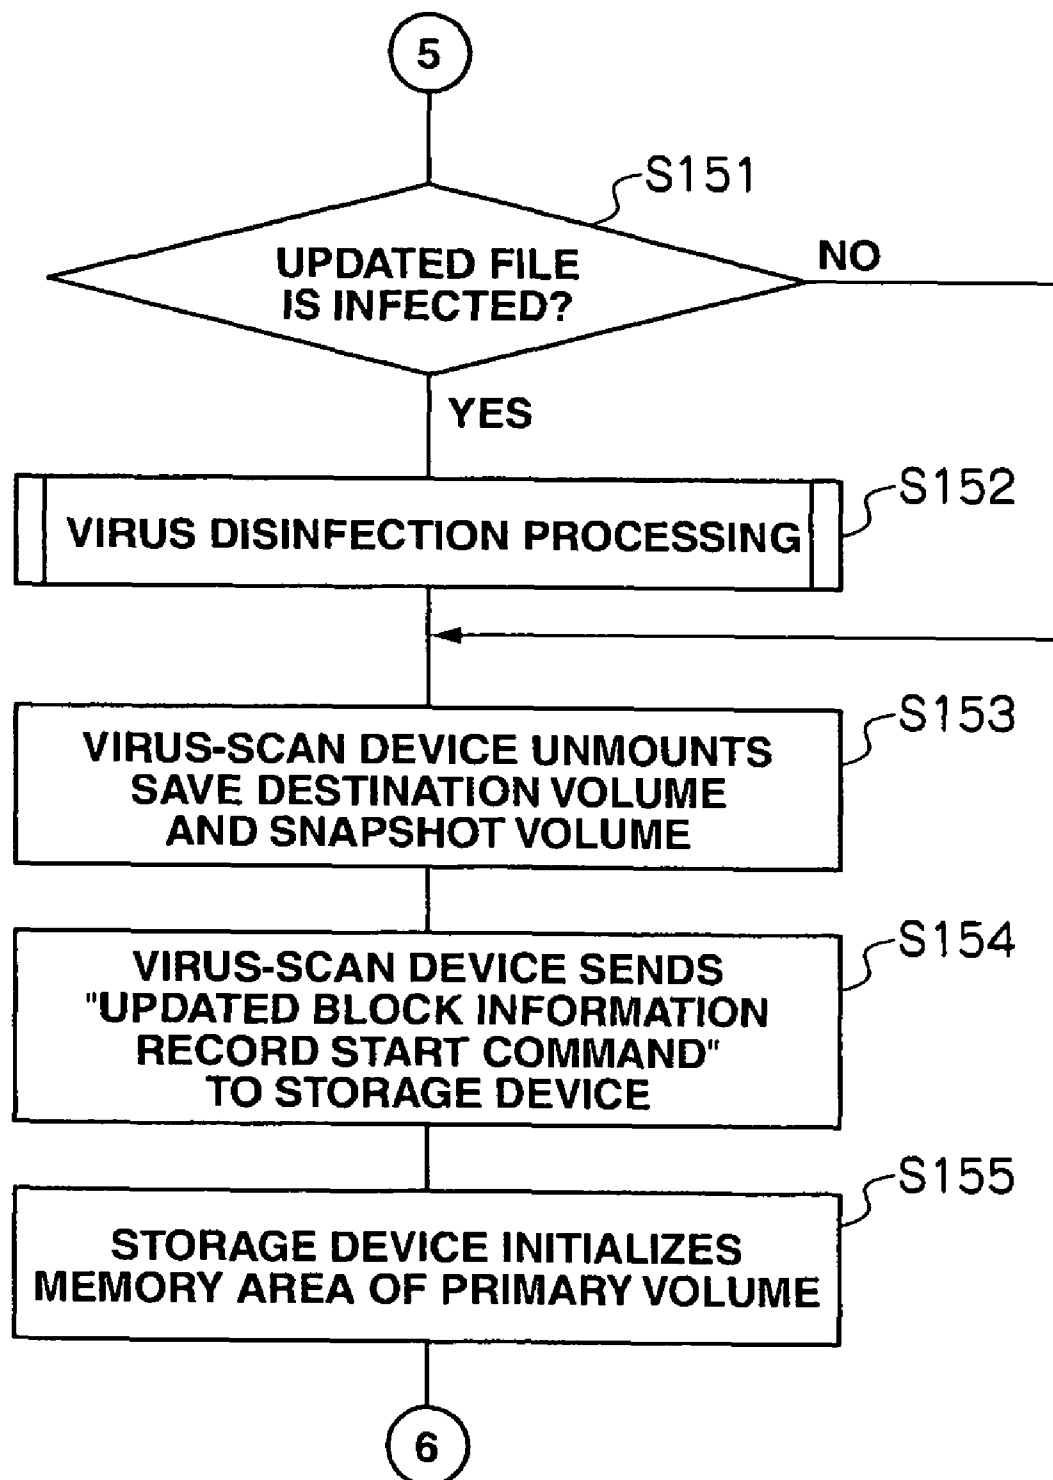 5
S151
UPDATED FILE
IS INFECTED?
NO
YES
S152
VIRUS DISINFECTION PROCESSING
S153
VIRUS-SCAN DEVICE UNMOUNTS
SAVE DESTINATION VOLUME
AND SNAPSHOT VOLUME
S154
VIRUS-SCAN DEVICE SENDS
"UPDATED BLOCK INFORMATION
RECORD START COMMAND"
TO STORAGE DEVICE
S155
STORAGE DEVICE INITIALIZES
MEMORY AREA OF PRIMARY VOLUME
6